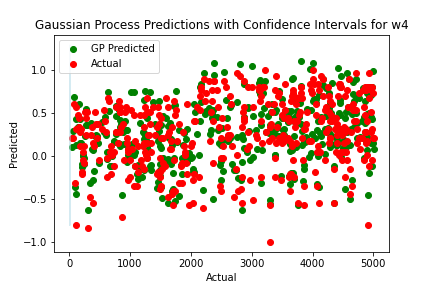 Gaussian Process Predictions with Confidence Intervals for w4
GP Predicted
Actual
1.0
0.5
0.0
−0.5
−1.0
Predicted
0 1000 2000 3000 4000 5000
Actual